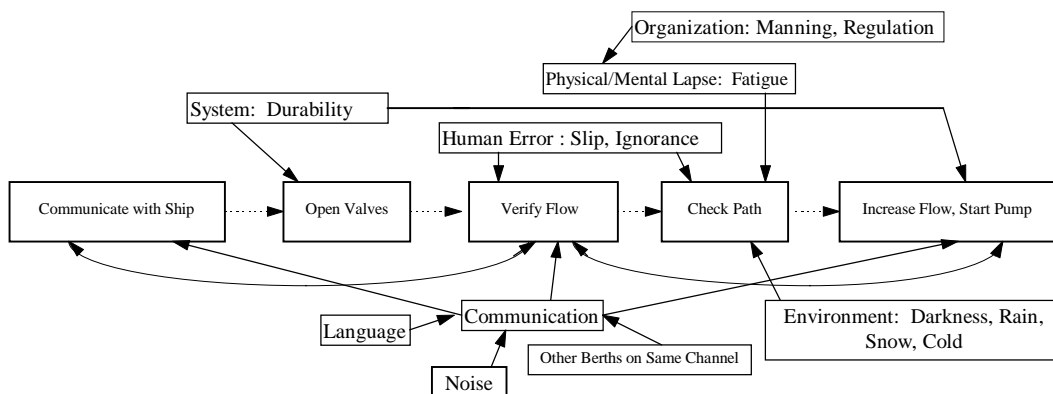 Organization: Manning, Regulation
Physical/Mental Lapse: Fatigue
System: Durability
Human Error : Slip, Ignorance
Communicate with Ship
Open Valves
Verify Flow
Check Path
Increase Flow, Start Pump
Language
Communication
Environment: Darkness, Rain,
Snow, Cold
Other Berths on Same Channel
Noise